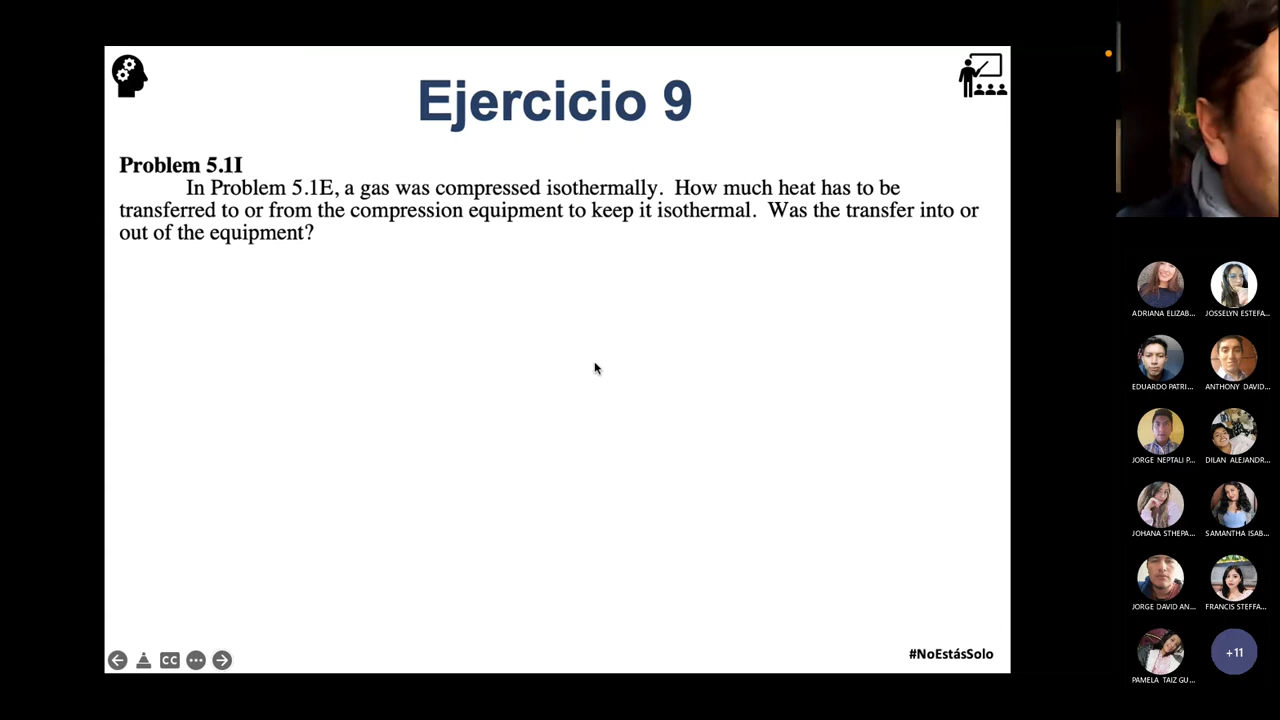 Ejercicio 9
Problem 5.1I
In Problem 5.1E, a gas was compressed isothermally. How much heat has to be
transferred to or from the compression equipment to keep it isothermal. Was the transfer into or
out of the equipment?
#NoEstásSolo
CC
ADRIANA ELIZAB...
JOSSELYN ESTEFA...
EDUARDO PATRI...
ANTHONY DAVID...
JORGE NEPTALI P...
DILAN ALEJANDR...
JOHANA STHEPA...
SAMANTHA ISAB...
JORGE DAVID AN...
FRANCIS STEFFA...
PAMELA TAIZ GU...
+11